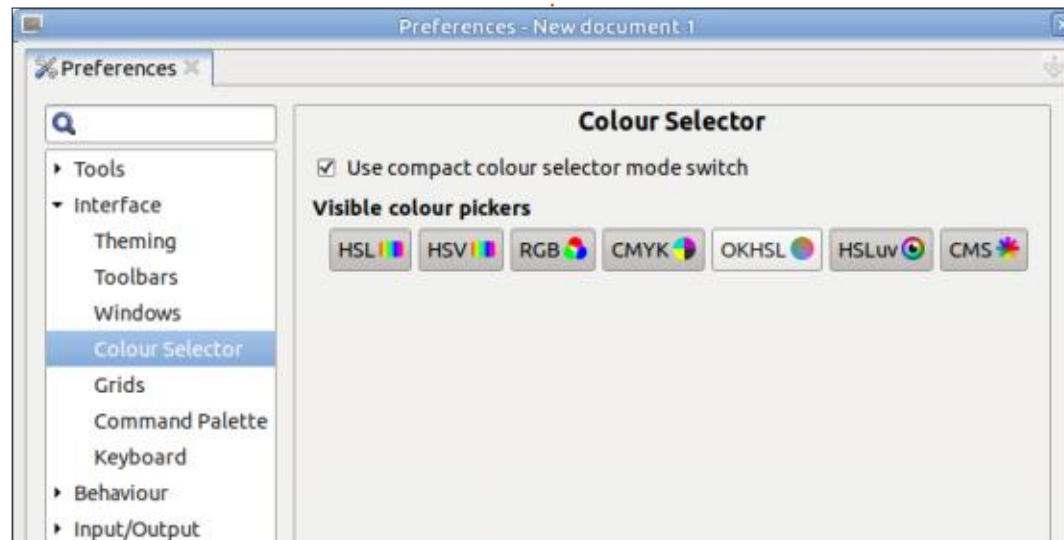 Preferences - New document 1
Preferences
Colour Selector
Tools
Use compact colour selector mode switch
Interface
Visible colour pickers
Theming
HSL HSV RGB CMYK OKHSL HSLuv CMS
Toolbars
Windows
Colour Selector
Grids
Command Palette
Keyboard
Behaviour
Input/Output